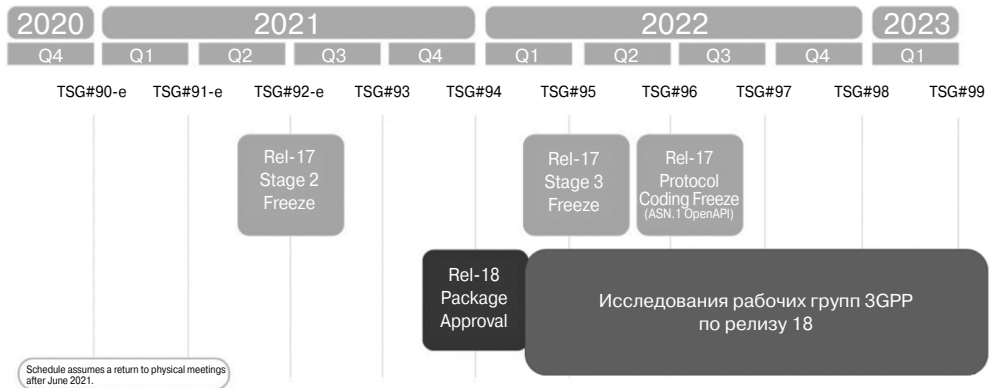 2020 2021 2022 2023
Q4 Q1 Q2 Q3 Q4 Q1 Q2 Q3 Q4 Q1
TSG#90-e TSG#91-e TSG#92-e TSG#93 TSG#94 TSG#95 TSG#96 TSG#97 TSG#98 TSG#99
Rel-17
Stage 2
Freeze
Rel-17
Stage 3
Freeze
Rel-17
Protocol
Coding Freeze
(ASN.1 OpenAPI)
Rel-18
Package
Approval
Исследования рабочих групп 3GPP
по релизу 18
Schedule assumes a return to physical meetings
after June 2021.